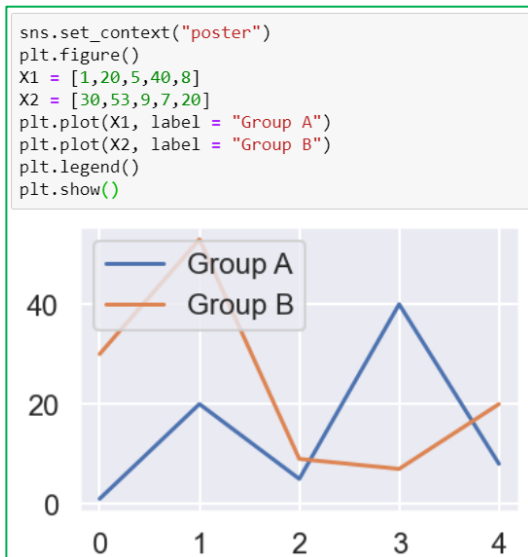 sns.set_context("poster")
plt.figure()
X1 = [1,20,5,40,8]
X2 = [30,53,9,7,20]
plt.plot(X1, label = "Group A")
plt.plot(X2, label = "Group B")
plt.legend()
plt.show()
Group A
Group B
40
20
0
0 1 2 3 4